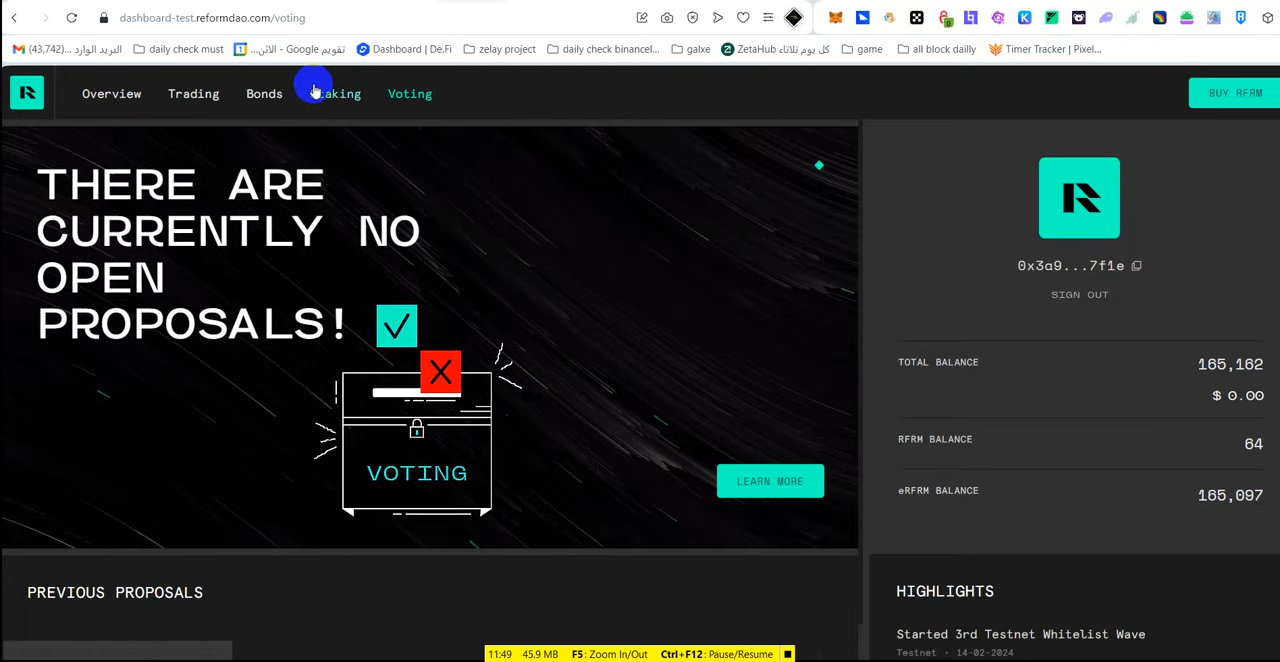 dashboard-test.reformdao.com/voting
(43,742) البريد الوارد...
daily check must
تقويم Google - الاثن...
Dashboard | De.Fi
zelay project
daily check binancel...
galxe
ZetaHub كل يوم ثلاثاء
game
all block dailly
Timer Tracker | Pixel...
Overview
Trading
Bonds
Staking
Voting
BUY RFRM
THERE ARE
CURRENTLY NO
OPEN
PROPOSALS!
VOTING
LEARN MORE
0x3a9...7f1e
SIGN OUT
TOTAL BALANCE
165,162
$ 0.00
RFRM BALANCE
64
eRFRM BALANCE
165,097
PREVIOUS PROPOSALS
HIGHLIGHTS
Started 3rd Testnet Whitelist Wave
Testnet • 14-02-2024
11:49 45.9 MB F5: Zoom In/Out Ctrl+F12: Pause/Resume